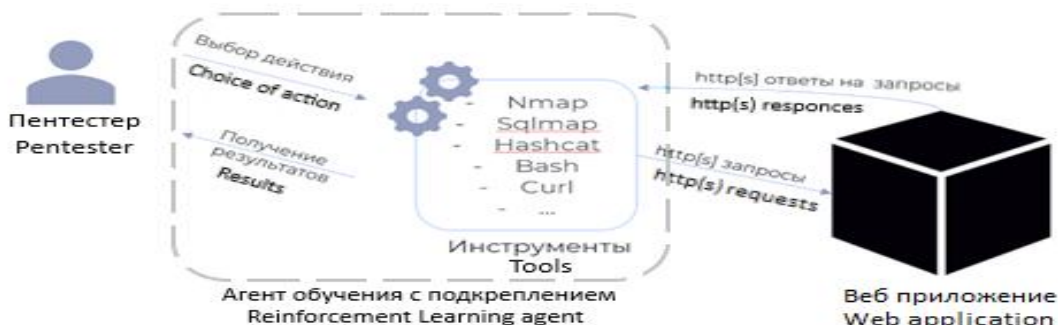 Пентестер
Pentester
Выбор действия
Choice of action
Получение
результатов
Results
- Nmap
- Sqlmap
- Hashcat
- Bash
- Curl
- ...
Инструменты
Tools
Агент обучения с подкреплением
Reinforcement Learning agent
http[s] ответы на запросы
http(s) responces
http[s] запросы
http(s) requests
Веб приложение
Web application